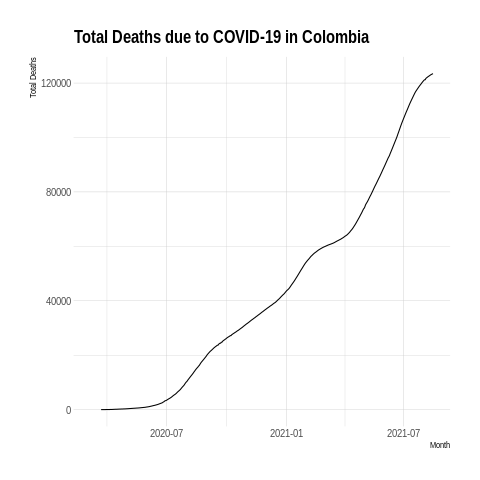 Total Deaths due to COVID-19 in Colombia
Total Deaths
120000
80000
40000
0
2020-07 2021-01 2021-07
Month